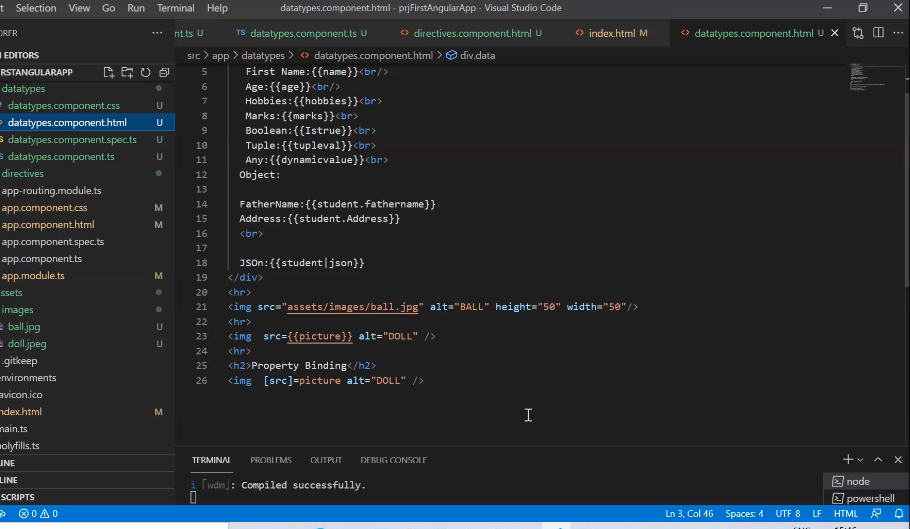 Selection View Go Run Terminal Help datatypes.component.html - prjFirstAngularApp - Visual Studio Code
nt.ts U TS datatypes.component.ts U <> directives.component.html U <> index.html M <> datatypes.component.html U
src > app > datatypes > <> datatypes.component.html > div.data
EDITORS
RSTANGULARAPP
datatypes
datatypes.component.css U
datatypes.component.html U
datatypes.component.spec.ts U
datatypes.component.ts U
directives
app-routing.module.ts
app.component.css M
app.component.html M
app.component.spec.ts
app.component.ts
app.module.ts M
assets
images
ball.jpg U
doll.jpeg U
.gitkeep
environments
favicon.ico
index.html M
main.ts
polyfills.ts
LINE
LINE
SCRIPTS
5 First Name:{{name}}<br/>
6 Age:{{age}}<br/>
7 Hobbies:{{hobbies}}<br>
8 Marks:{{marks}}<br>
9 Boolean:{{Istrue}}<br>
10 Tuple:{{tupleval}}<br>
11 Any:{{dynamicvalue}}<br>
12 Object:
13
14 FatherName:{{student.fathername}}
15 Address:{{student.Address}}
16 <br>
17
18 JSOn:{{student|json}}
19 </div>
20 <hr>
21 <img src="assets/images/ball.jpg" alt="BALL" height="50" width="50"/>
22 <hr>
23 <img src={{picture}} alt="DOLL" />
24 <hr>
25 <h2>Property Binding</h2>
26 <img [src]=picture alt="DOLL" />
TERMINAL PROBLEMS OUTPUT DEBUG CONSOLE
i ｢wdm｣: Compiled successfully.
node
powershell
0 0 Ln 3, Col 46 Spaces: 4 UTF 8 LF HTML